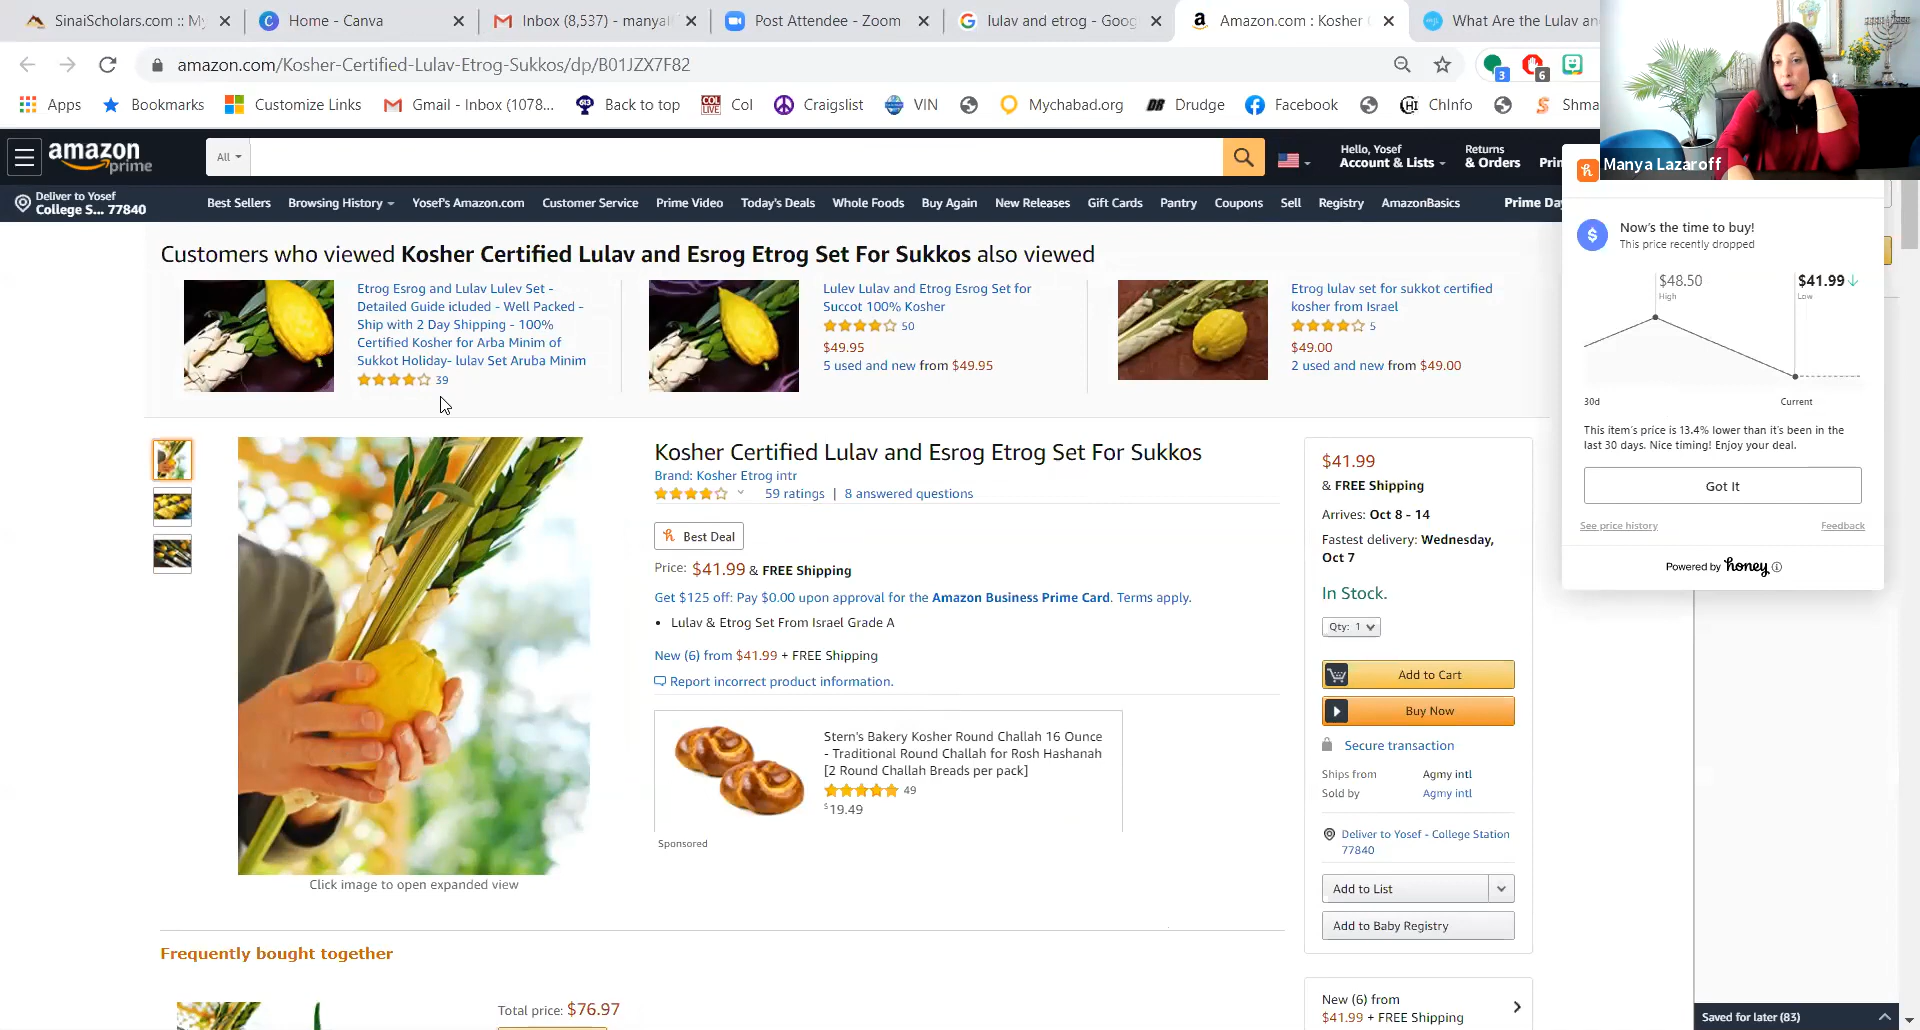 SinaiScholars.com :: My
Home - Canva
Inbox (8,537) - manyal
Post Attendee - Zoom
lulav and etrog - Goog
Amazon.com : Kosher
What Are the Lulav an
amazon.com/Kosher-Certified-Lulav-Etrog-Sukkos/dp/B01JZX7F82
3
6
Apps
Bookmarks
Customize Links
Gmail - Inbox (1078...
613
Back to top
COL LIVE
Col
Craigslist
VIN
Mychabad.org
DR
Drudge
Facebook
CHI
ChInfo
Shma
Manya Lazaroff
amazon prime
All
Hello, Yosef
Account & Lists
Returns
& Orders
Pri
Deliver to Yosef
College S... 77840
Best Sellers
Browsing History
Yosef's Amazon.com
Customer Service
Prime Video
Today's Deals
Whole Foods
Buy Again
New Releases
Gift Cards
Pantry
Coupons
Sell
Registry
AmazonBasics
Prime Da
Customers who viewed Kosher Certified Lulav and Esrog Etrog Set For Sukkos also viewed
Etrog Esrog and Lulav Lulev Set -
Detailed Guide icluded - Well Packed -
Ship with 2 Day Shipping - 100%
Certified Kosher for Arba Minim of
Sukkot Holiday- lulav Set Aruba Minim
39
Lulev Lulav and Etrog Esrog Set for
Succot 100% Kosher
50
$49.95
5 used and new from $49.95
Etrog lulav set for sukkot certified
kosher from Israel
5
$49.00
2 used and new from $49.00
Now's the time to buy!
This price recently dropped
$48.50
High
$41.99
Low
30d
Current
This item's price is 13.4% lower than it's been in the
last 30 days. Nice timing! Enjoy your deal.
Got It
See price history
Feedback
Powered by honey
Click image to open expanded view
Kosher Certified Lulav and Esrog Etrog Set For Sukkos
Brand: Kosher Etrog intr
59 ratings | 8 answered questions
Best Deal
Price: $41.99 & FREE Shipping
Get $125 off: Pay $0.00 upon approval for the Amazon Business Prime Card. Terms apply.
• Lulav & Etrog Set From Israel Grade A
New (6) from $41.99 + FREE Shipping
Report incorrect product information.
Stern's Bakery Kosher Round Challah 16 Ounce
- Traditional Round Challah for Rosh Hashanah
[2 Round Challah Breads per pack]
49
$19.49
Sponsored
$41.99
& FREE Shipping
Arrives: Oct 8 - 14
Fastest delivery: Wednesday,
Oct 7
In Stock.
Qty: 1
Add to Cart
Buy Now
Secure transaction
Ships from Agmy intl
Sold by Agmy intl
Deliver to Yosef - College Station
77840
Add to List
Add to Baby Registry
New (6) from
$41.99 + FREE Shipping
Frequently bought together
Total price: $76.97
Saved for later (83)